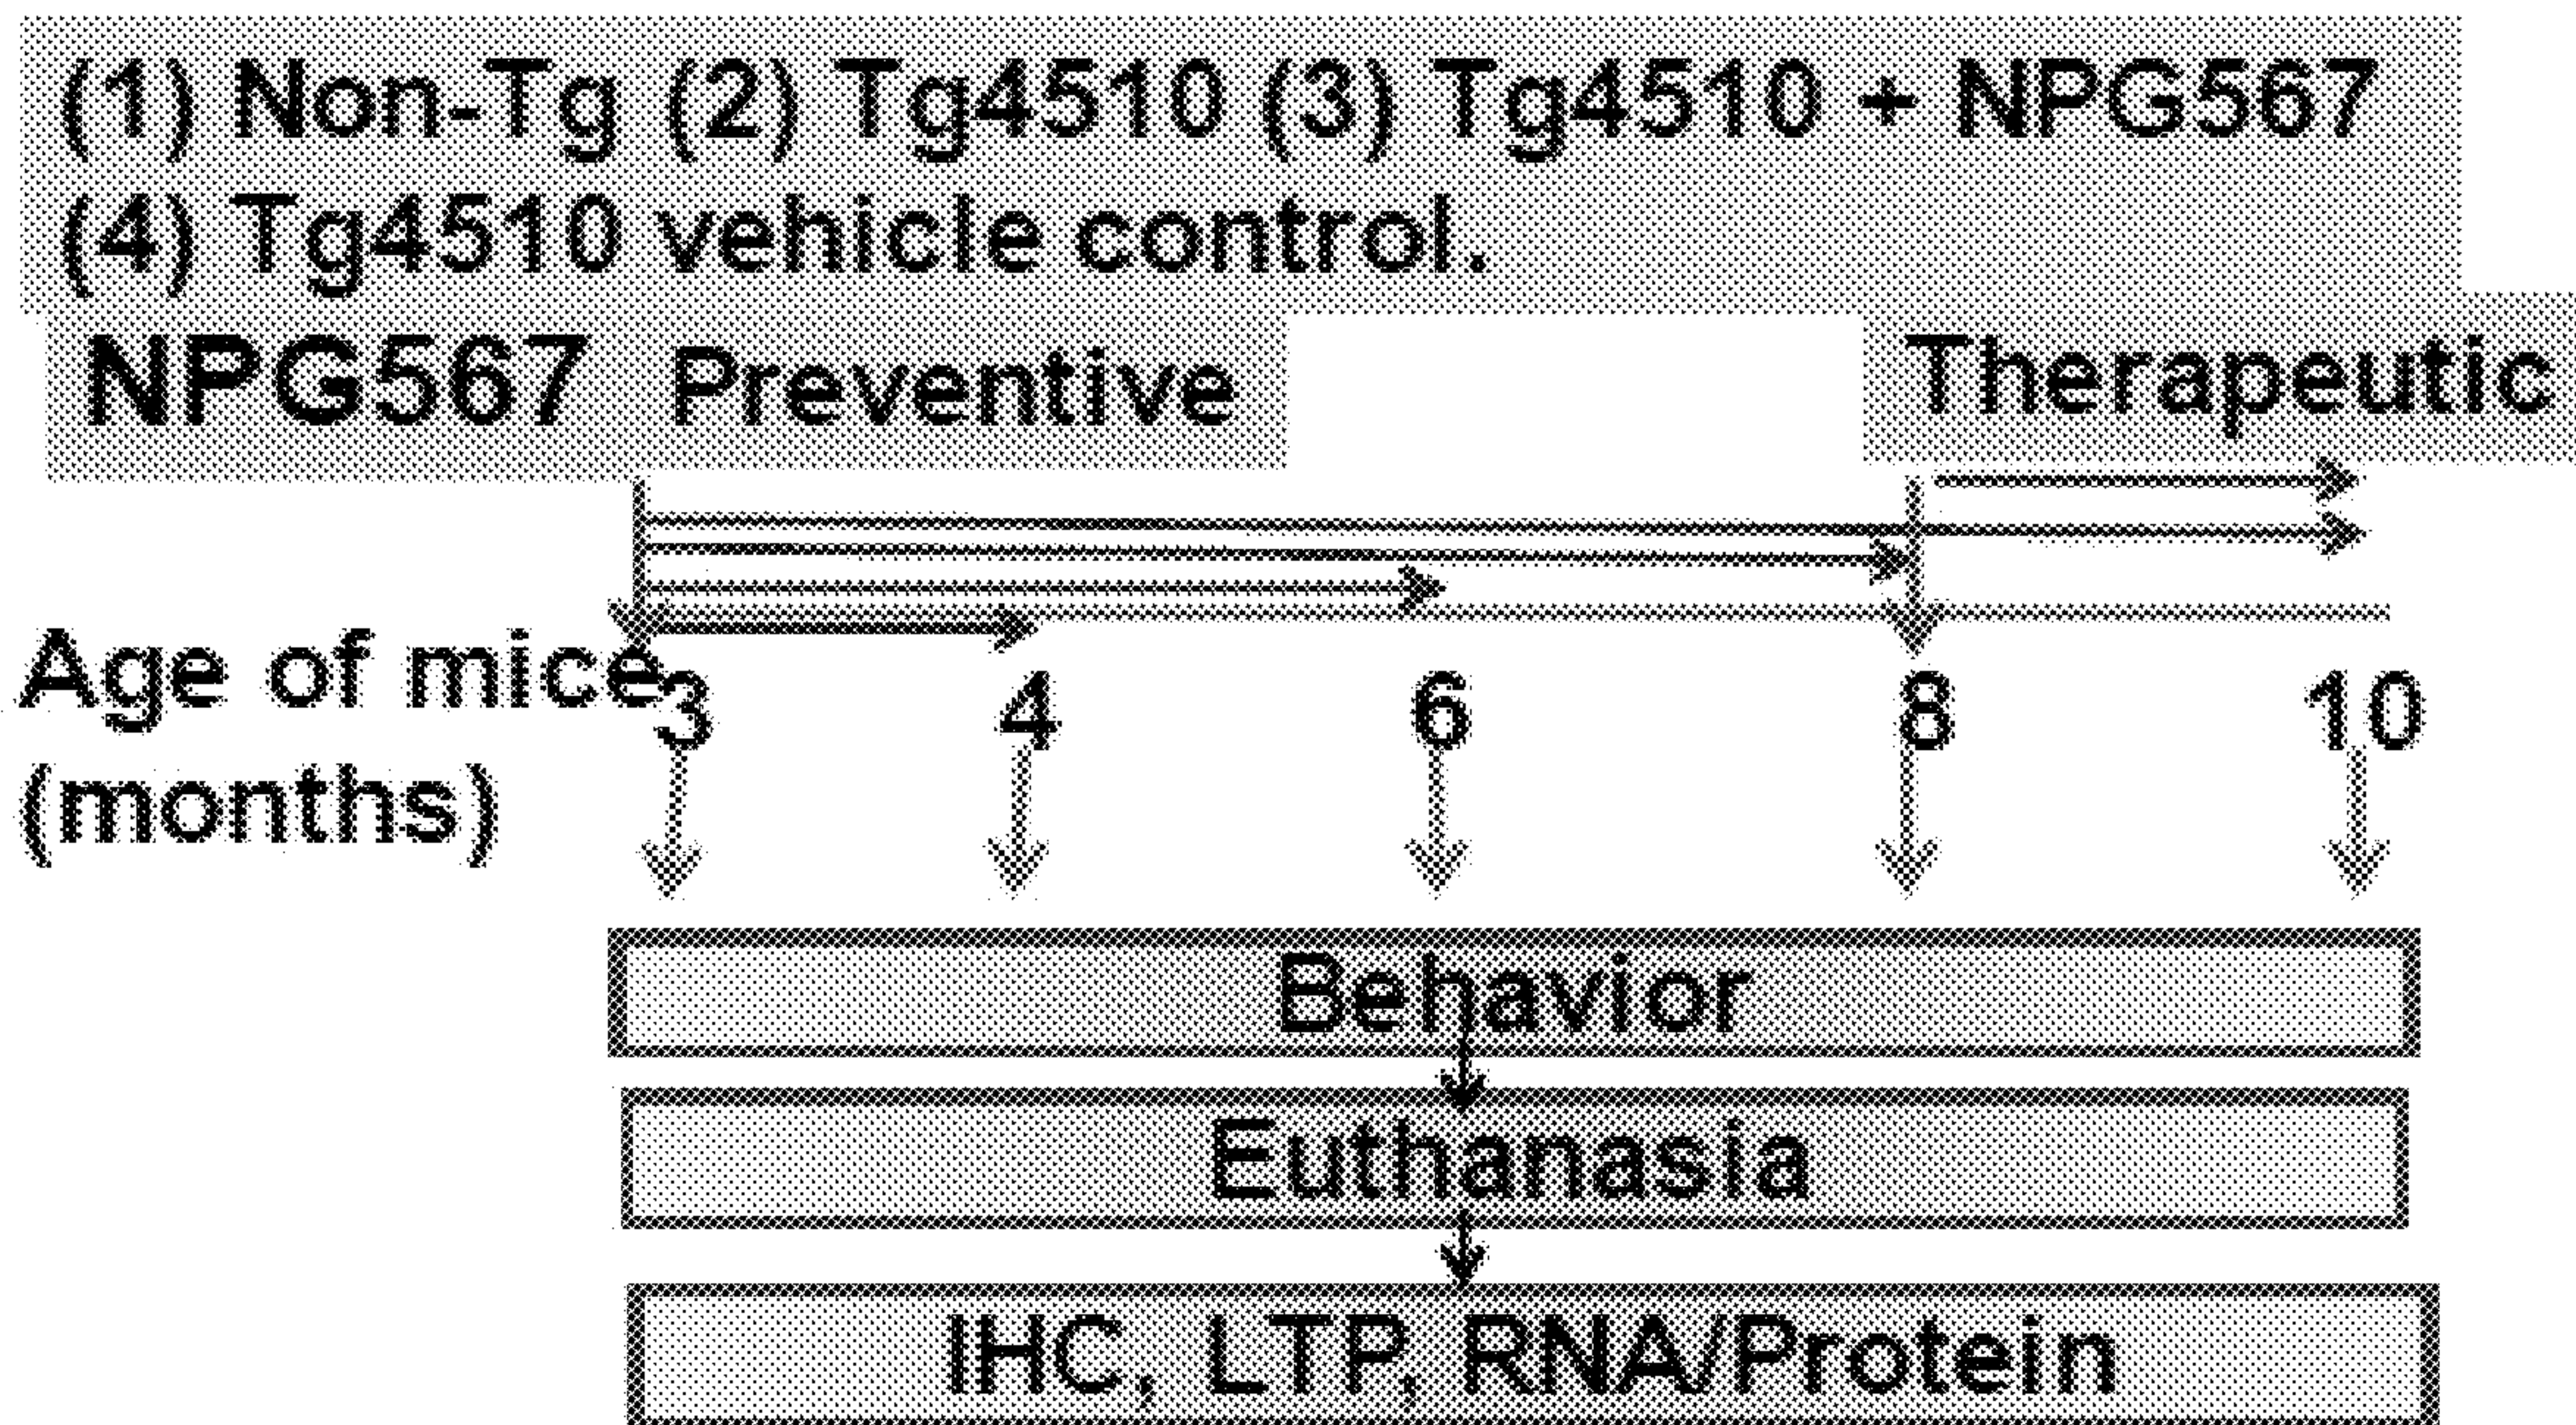 (1) Non-Tg (2) Tg4510 (3) Tg4510 + NPG567
(4) Tg4510 vehicle control.
NPG567 Preventive
Therapeutic
Age of mice
(months)
3 4 6 8 10
Behavior
Euthanasia
IHC, LTP, RNA/Protein